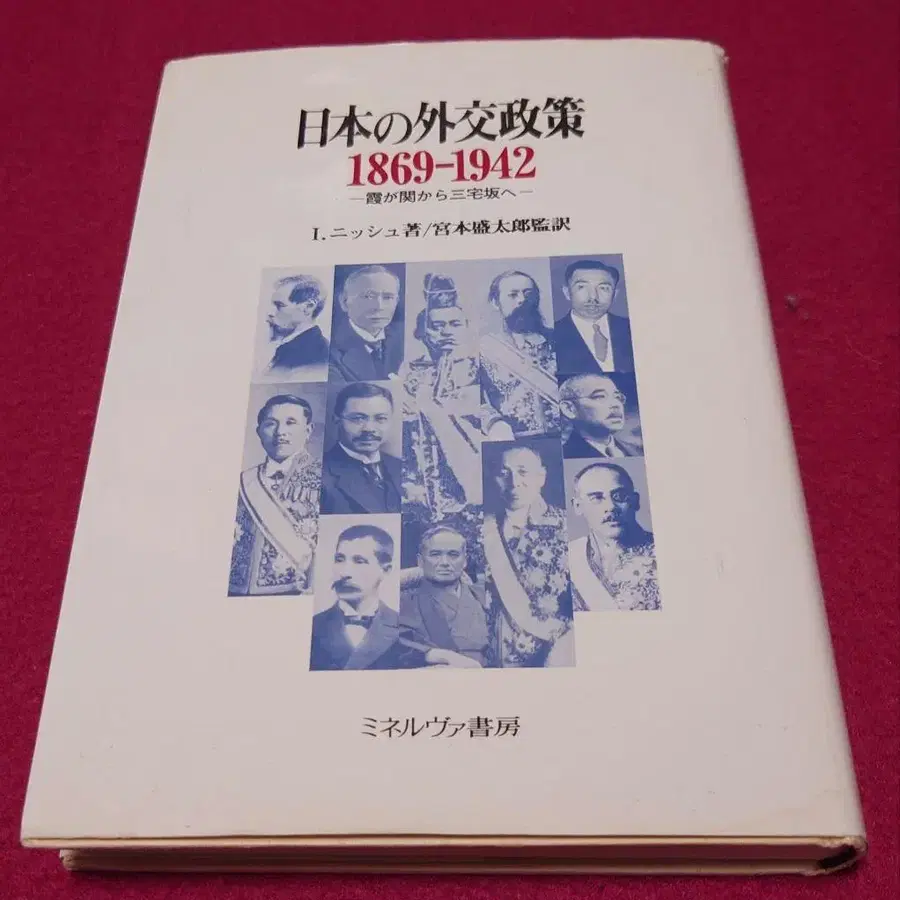 日本の外交政策
1869-1942
―霞が関から三宅坂へ―
I.ニッシュ著/宮本盛太郎監訳
ミネルヴァ書房